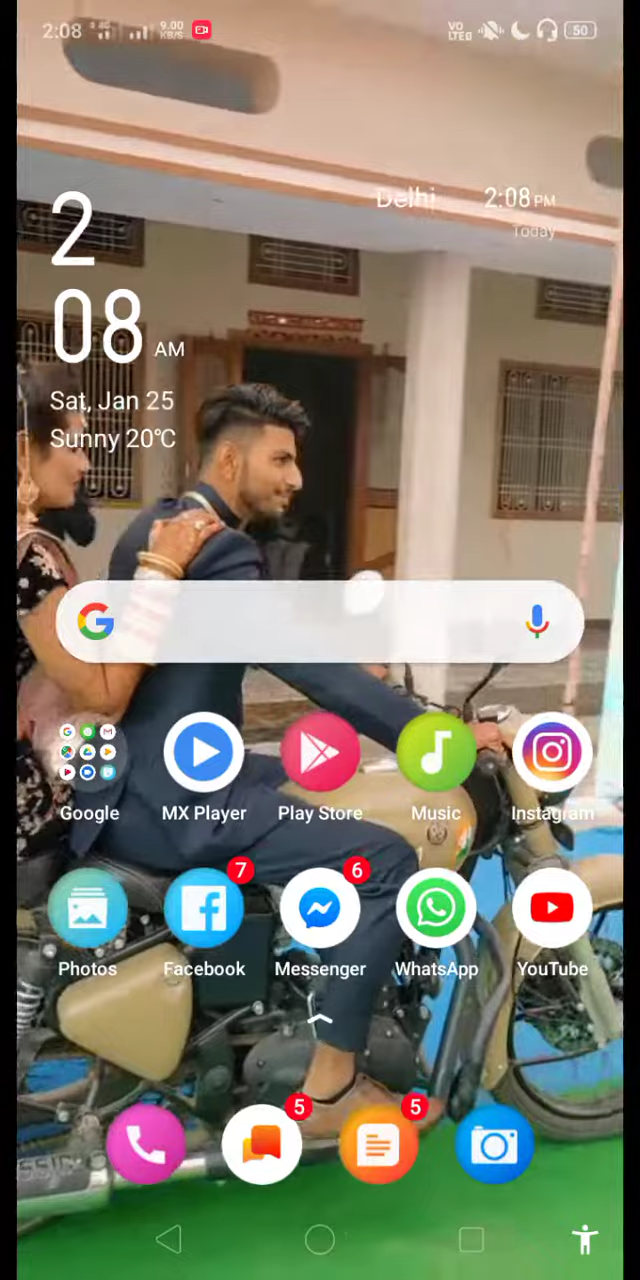 2:08 4G 9.00 KB/S VO LTE 50
Delhi 2:08 PM
Today
2
08 AM
Sat, Jan 25
Sunny 20°C
Google MX Player Play Store Music Instagram
7 6
Photos Facebook Messenger WhatsApp YouTube
5 5